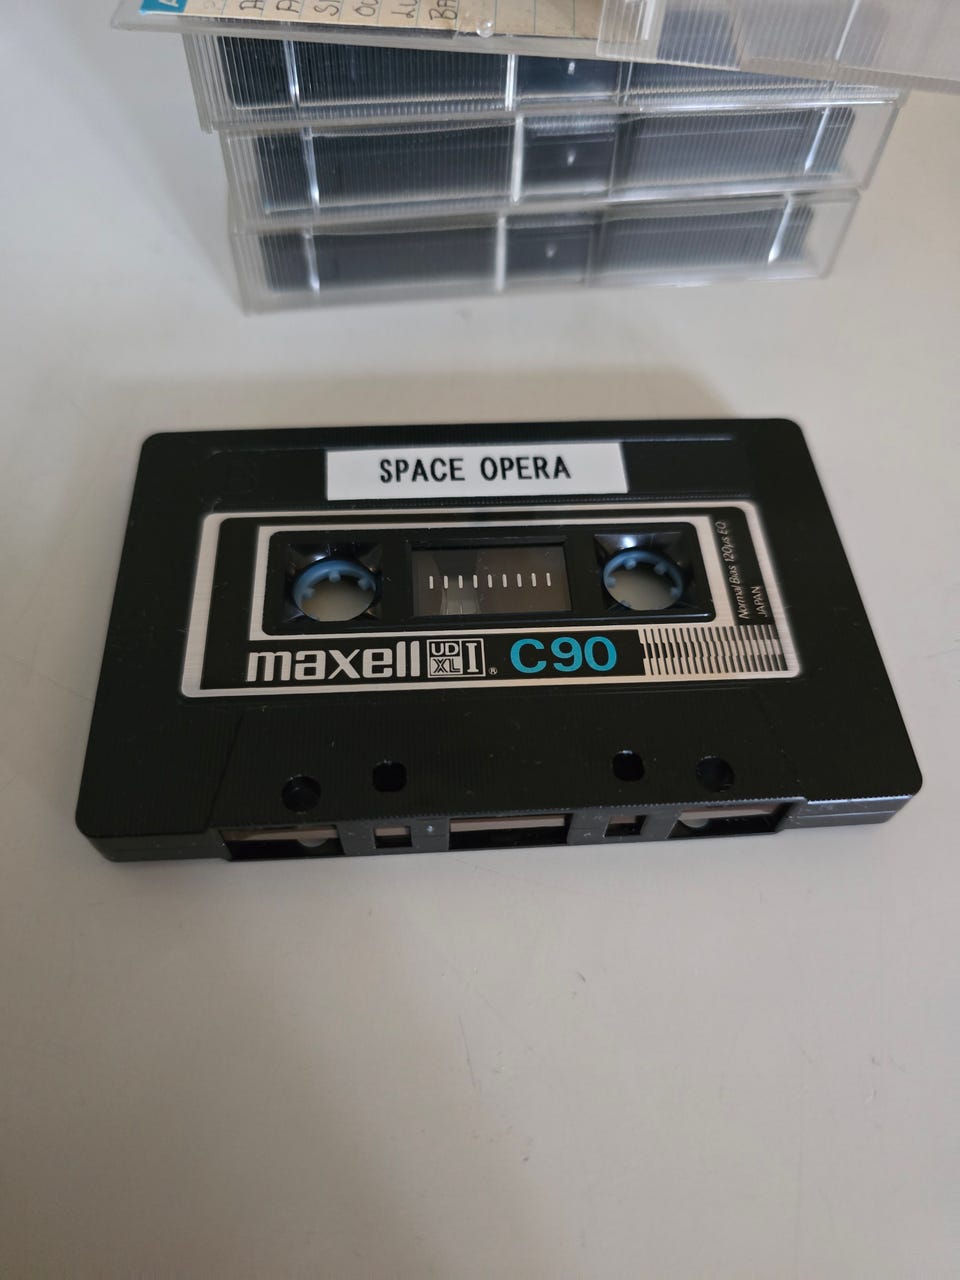 SPACE OPERA
maxell UD XL I ® C90
Normal Bias 120μs EQ
JAPAN